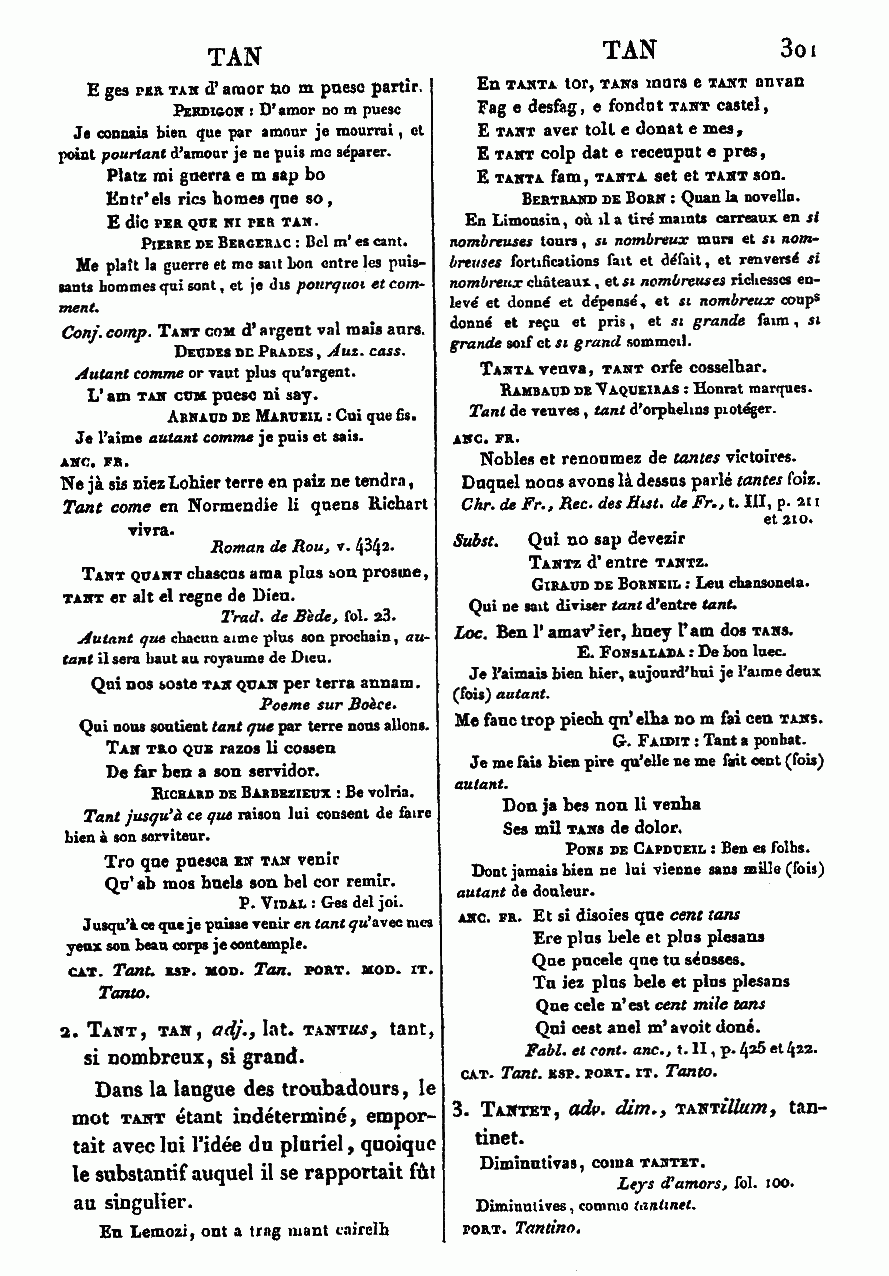 TAN
TAN 301
E ges PER TAN d'amor no m puesc partir.
PERDIGON : D'amor no m puesc
Je connais bien que par amour je mourrai, et
point pourtant d'amour je ne puis me séparer.
Platz mi guerra e m sap bo
Entr'els rics homes que so,
E dic PER QUE NI PER TAN.
PIERRE DE BERGERAC : Bel m'es cant.
Me plaît la guerre et me sait bon entre les puis-
sants hommes qui sont, et je dis pourquoi et com-
ment.
Conj. comp. TANT COM d'argent val mais aurs.
DEUDES DE PRADES, Auz. cass.
Autant comme or vaut plus qu'argent.
L'am TAN CUM puesc ni say.
ARNAUD DE MARUEIL : Cui que fis.
Je l'aime autant comme je puis et sais.
ANC. FR.
Ne jà sis niez Lohier terre en paiz ne tendra,
Tant come en Normendie li quens Richart
vivra.
Roman de Rou, v. 4342.
TANT QUANT chascus ama plus son prosme,
TANT er alt el regne de Dieu.
Trad. de Bède, fol. 23.
Autant que chacun aime plus son prochain, au-
tant il sera haut au royaume de Dieu.
Qui nos soste TAN QUAN per terra annam.
Poeme sur Boèce.
Qui nous soutient tant que par terre nous allons.
TAN TRO QUE razos li cossen
De far ben a son servidor.
RICHARD DE BARBEZIEUX : Be volria.
Tant jusqu'à ce que raison lui consent de faire
bien à son serviteur.
Tro que puesca EN TAN venir
Qu'ab mos huels son bel cor remir.
P. VIDAL : Ges del joi.
Jusqu'à ce que je puisse venir en tant qu'avec mes
yeux son beau corps je contemple.
CAT. Tant. ESP. MOD. Tan. PORT. MOD. IT.
Tanto.
2. TANT, TAN, adj., lat. TANTus, tant,
si nombreux, si grand.
Dans la langue des troubadours, le
mot TANT étant indéterminé, empor-
tait avec lui l'idée du pluriel, quoique
le substantif auquel il se rapportait fût
au singulier.
En Lemozi, ont a trag mant cairelh
En TANTA tor, TANS murs e TANT anvan
Fag e desfag, e fondut TANT castel,
E TANT aver tolt e donat e mes,
E TANT colp dat e receuput e pres,
E TANTA fam, TANTA set et TANT son.
BERTRAND DE BORN : Quan la novella.
En Limousin, où il a tiré maints carreaux en si
nombreuses tours, si nombreux murs et si nom-
breuses fortifications fait et défait, et renversé si
nombreux châteaux, et si nombreuses richesses en-
levé et donné et dépensé, et si nombreux coups
donné et reçu et pris, et si grande faim, si
grande soif et si grand sommeil.
TANTA veuva, TANT orfe cosselhar.
RAMBAUD DE VAQUEIRAS : Honrat marques.
Tant de veuves, tant d'orphelins protéger.
ANC. FR.
Nobles et renoumez de tantes victoires.
Duquel nous avons là dessus parlé tantes foiz.
Chr. de Fr., Rec. des Hist. de Fr., t. III, p. 211
et 210.
Subst. Qui no sap devezir
TANTZ d'entre TANTZ.
GIRAUD DE BORNEIL : Leu chansoneta.
Qui ne sait diviser tant d'entre tant.
Loc. Ben l'amav'ier, huey l'am dos TANS.
E. FONSALADA : De bon luec.
Je l'aimais bien hier, aujourd'hui je l'aime deux
(fois) autant.
Me fauc trop piech qu'elha no m fai cen TANS.
G. FAIDIT : Tant a ponhat.
Je me fais bien pire qu'elle ne me fait cent (fois)
autant.
Don ja bes non li venha
Ses mil TANS de dolor.
PONS DE CAPDUEIL : Ben es folhs.
Dont jamais bien ne lui vienne sans mille (fois)
autant de douleur.
ANC. FR. Et si disoies que cent tans
Ere plus bele et plus plesans
Que pucele que tu séusses.
Tu iez plus bele et plus plesans
Que cele n'est cent mile tans
Qui cest anel m'avoit doné.
Fabl. et cont. anc., t. II, p. 425 et 422.
CAT. Tant. ESP. PORT. IT. Tanto.
3. TANTET, adv. dim., TANTillum, tan-
tinet.
Diminutivas, coma TANTET.
Leys d'amors, fol. 100.
Diminutives, comme tantinet.
PORT. Tantino.